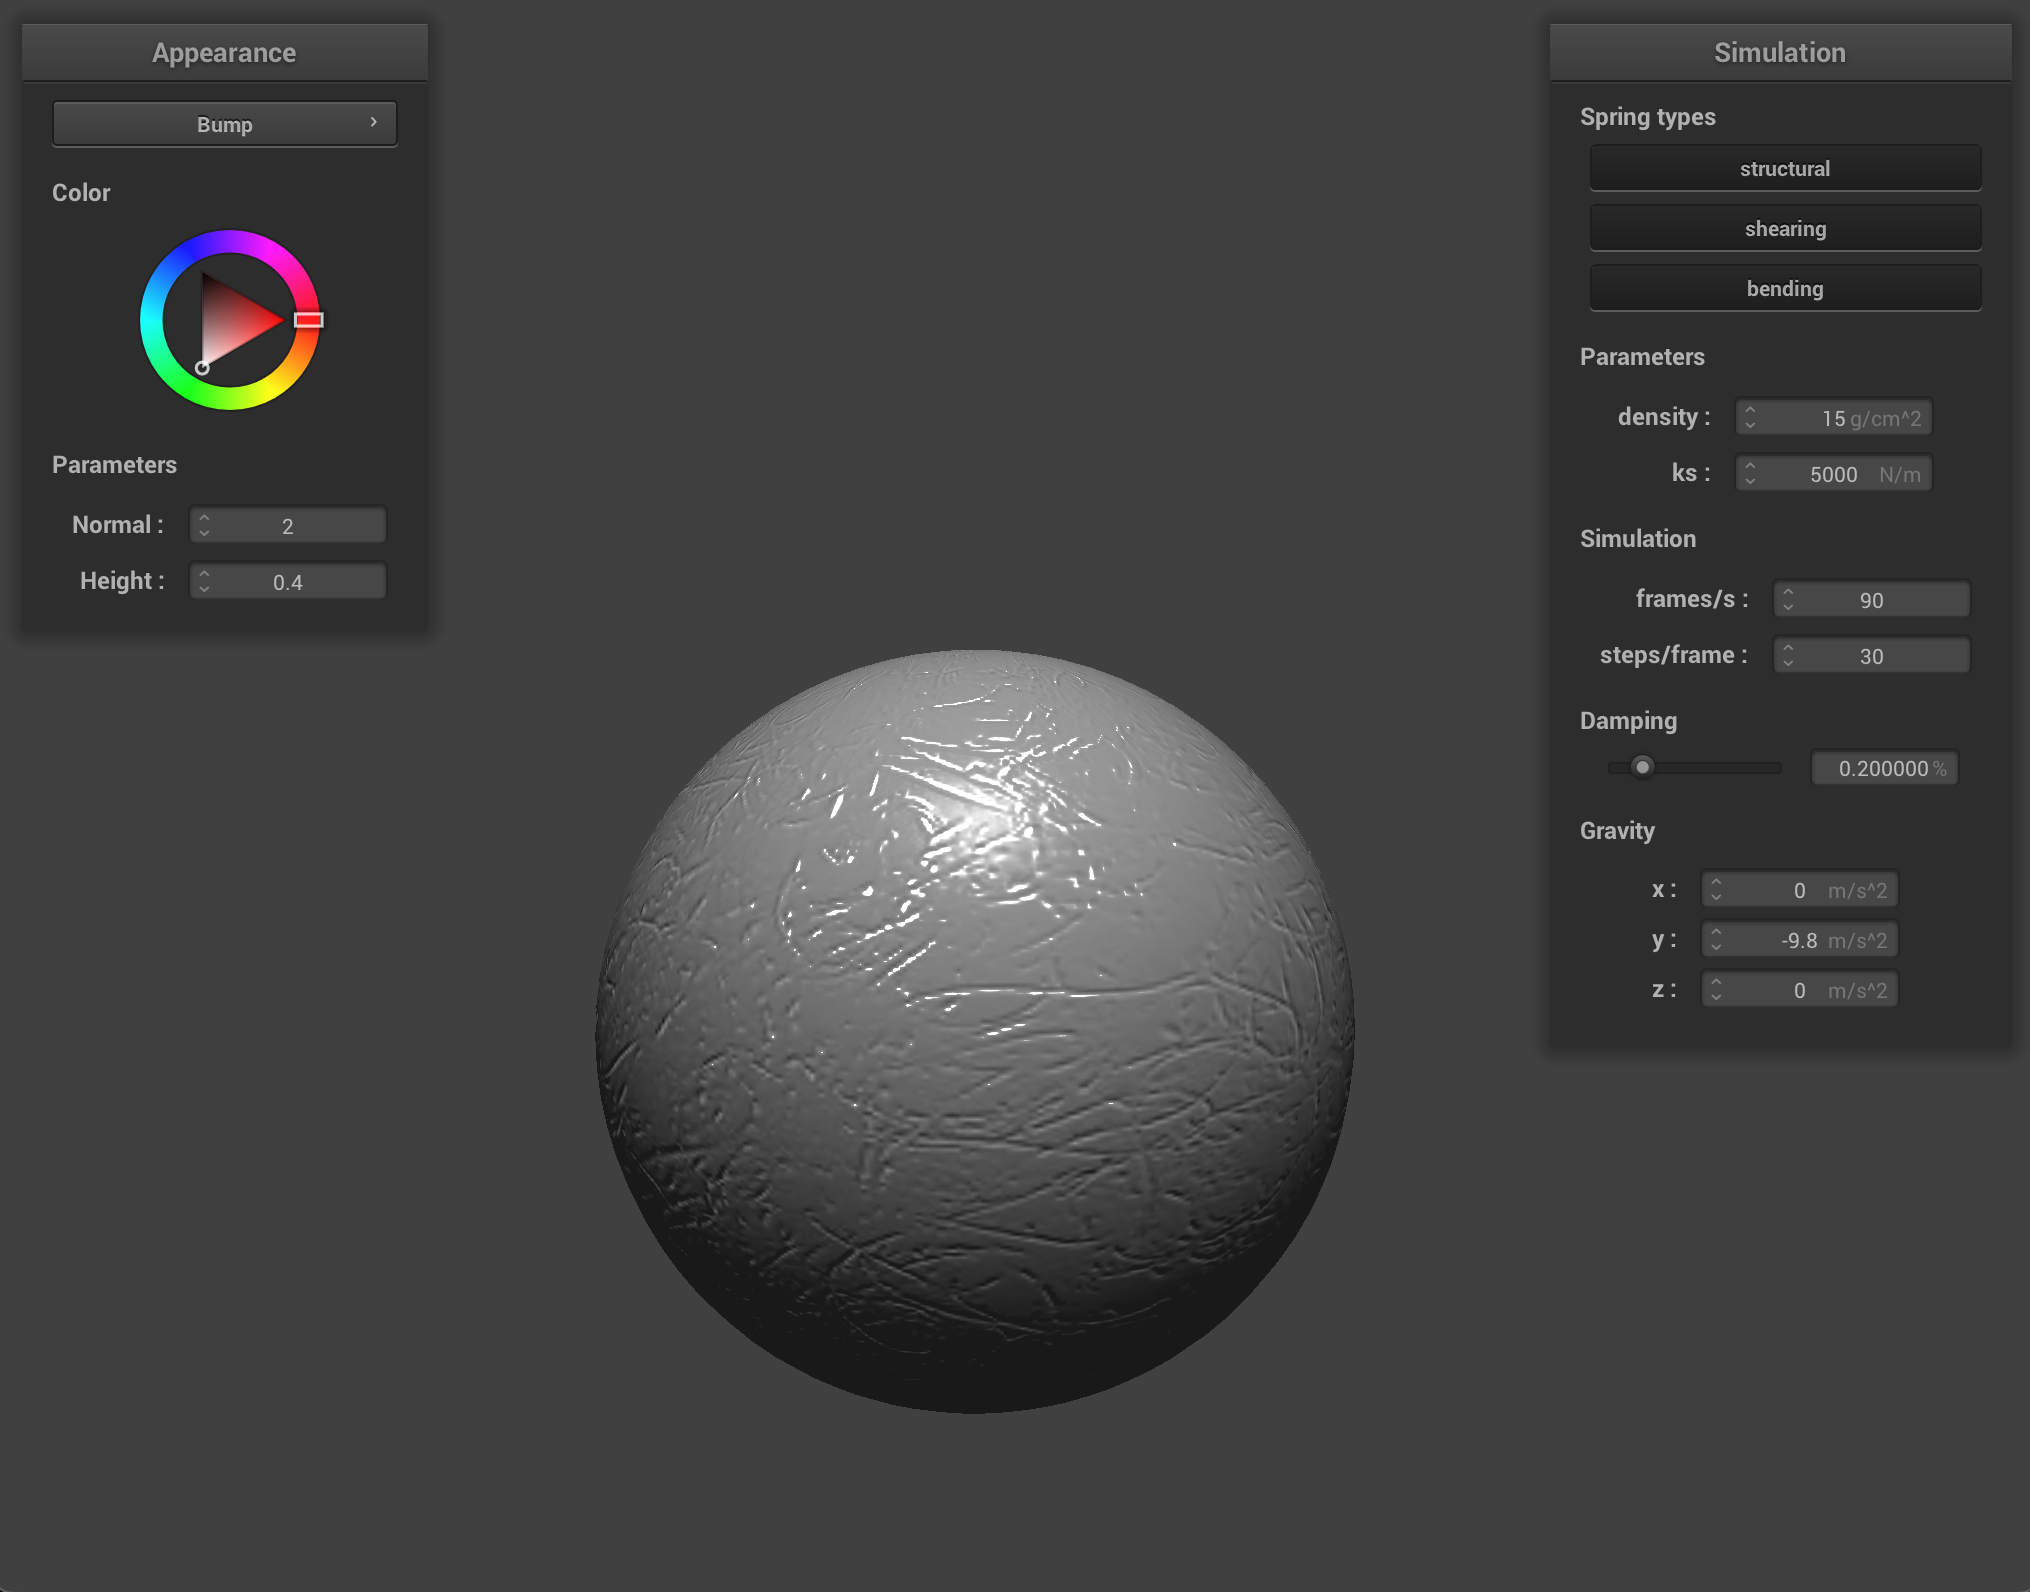 Appearance
Bump
Color
Parameters
Normal : 2
Height : 0.4
Simulation
Spring types
structural
shearing
bending
Parameters
density : 15 g/cm^2
ks : 5000 N/m
Simulation
frames/s : 90
steps/frame : 30
Damping
0.200000 %
Gravity
x : 0 m/s^2
y : -9.8 m/s^2
z : 0 m/s^2